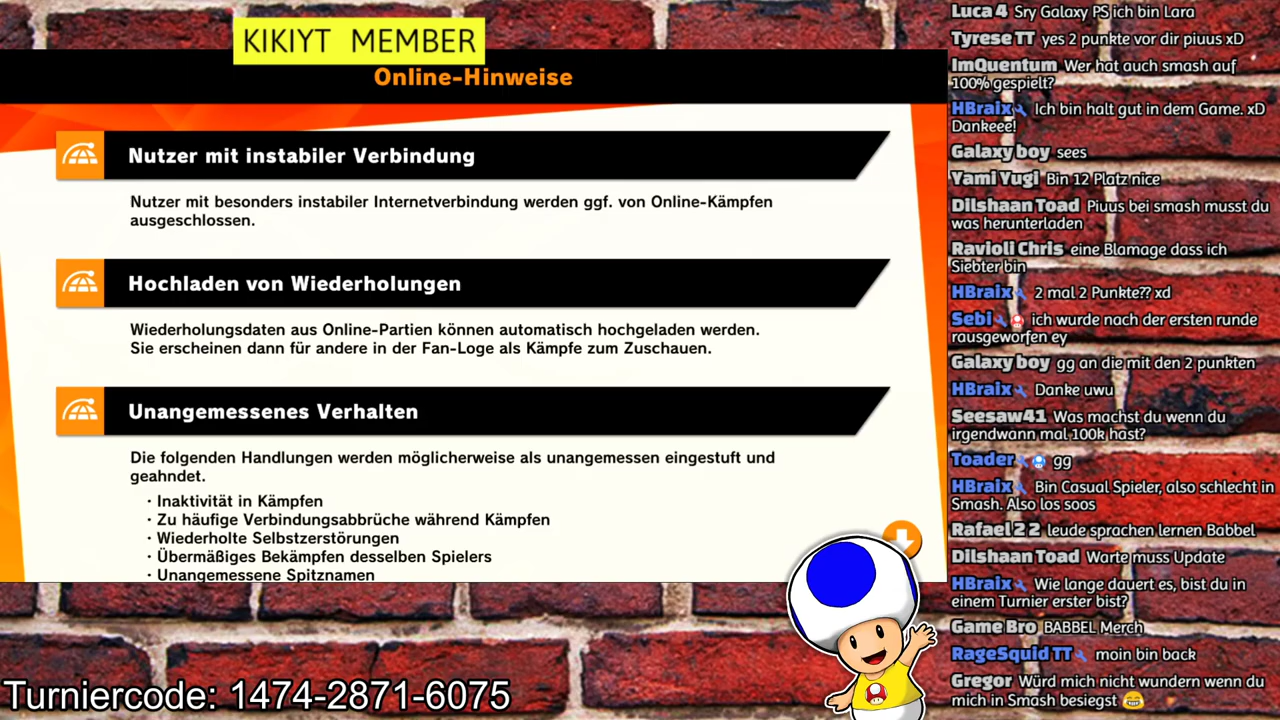 KIKIYT MEMBER
Online-Hinweise
Nutzer mit instabiler Verbindung
Nutzer mit besonders instabiler Internetverbindung werden ggf. von Online-Kämpfen
ausgeschlossen.
Hochladen von Wiederholungen
Wiederholungsdaten aus Online-Partien können automatisch hochgeladen werden.
Sie erscheinen dann für andere in der Fan-Loge als Kämpfe zum Zuschauen.
Unangemessenes Verhalten
Die folgenden Handlungen werden möglicherweise als unangemessen eingestuft und
geahndet.
· Inaktivität in Kämpfen
· Zu häufige Verbindungsabbrüche während Kämpfen
· Wiederholte Selbstzerstörungen
· Übermäßiges Bekämpfen desselben Spielers
· Unangemessene Spitznamen
Turniercode: 1474-2871-6075
Luca 4 Sry Galaxy PS ich bin Lara
Tyrese TT yes 2 punkte vor dir piuus xD
ImQuentum Wer hat auch smash auf
100% gespielt?
HBraix Ich bin halt gut in dem Game. xD
Dankeee!
Galaxy boy sees
Yami Yugi Bin 12 Platz nice
Dilshaan Toad Piuus bei smash musst du
was herunterladen
Ravioli Chris eine Blamage dass ich
Siebter bin
HBraix 2 mal 2 Punkte?? xd
Sebi ich wurde nach der ersten runde
rausgeworfen ey
Galaxy boy gg an die mit den 2 punkten
HBraix Danke uwu
Seesaw41 Was machst du wenn du
irgendwann mal 100k hast?
Toader gg
HBraix Bin Casual Spieler, also schlecht in
Smash. Also los soos
Rafael 2 2 leude sprachen lernen Babbel
Dilshaan Toad Warte muss Update
HBraix Wie lange dauert es, bist du in
einem Turnier erster bist?
Game Bro BABBEL Merch
RageSquid TT moin bin back
Gregor Würd mich nicht wundern wenn du
mich in Smash besiegst 😁